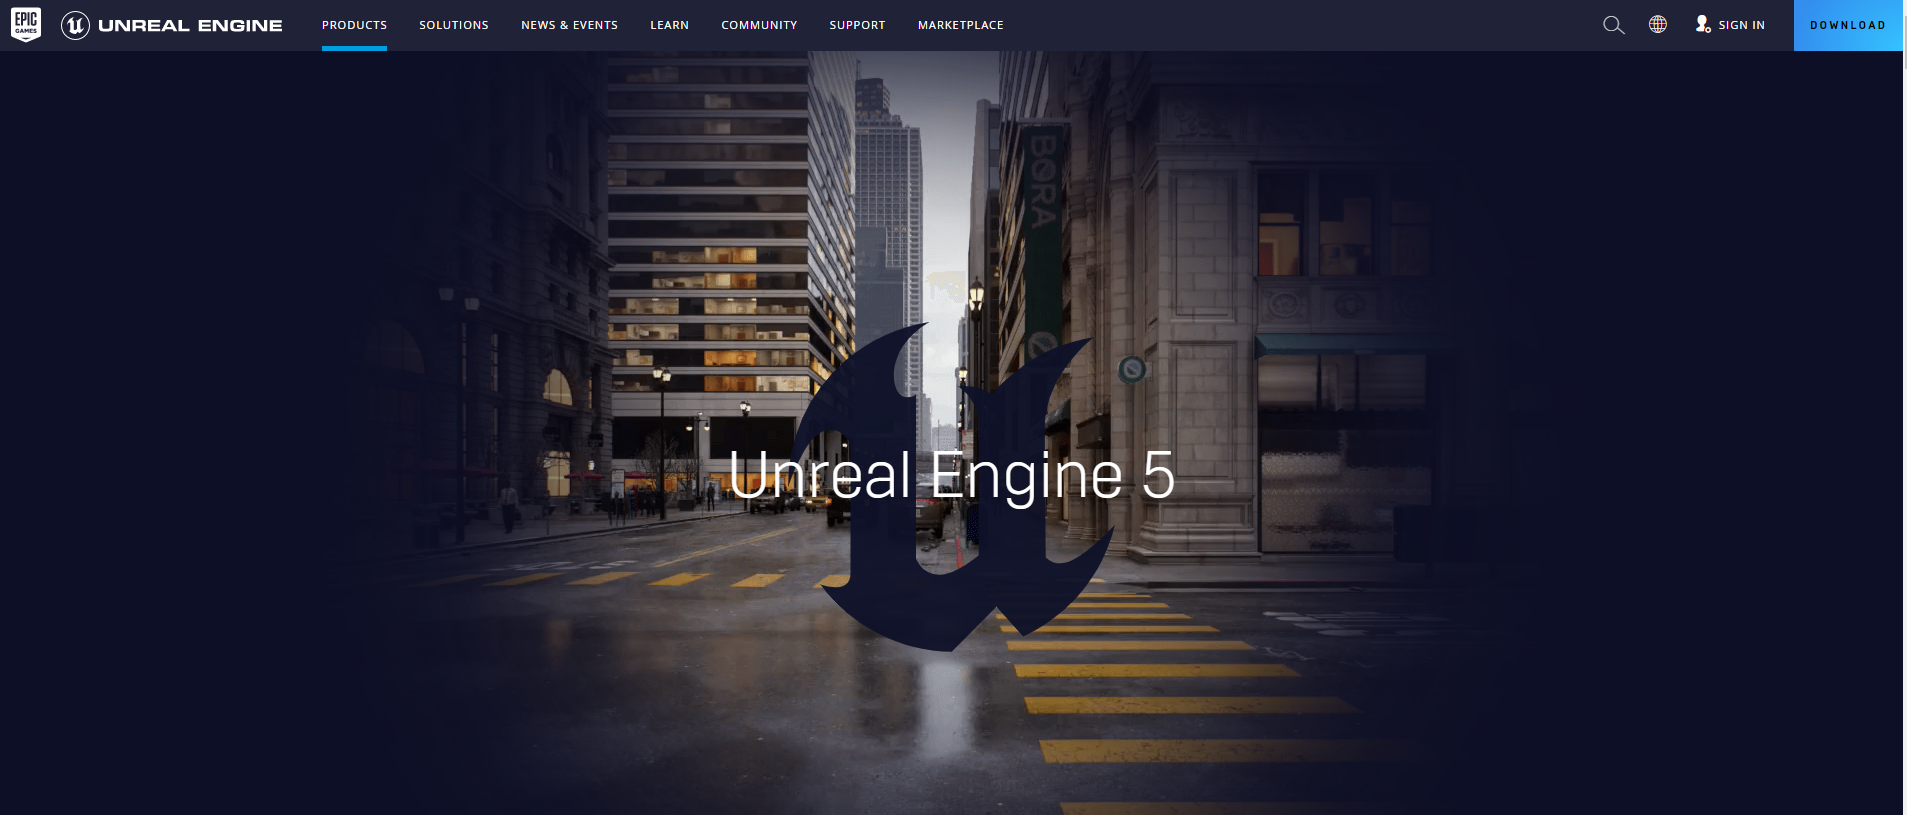 EPIC
GAMES
UNREAL ENGINE
PRODUCTS
SOLUTIONS
NEWS & EVENTS
LEARN
COMMUNITY
SUPPORT
MARKETPLACE
SIGN IN
DOWNLOAD
BORA
Unreal Engine 5